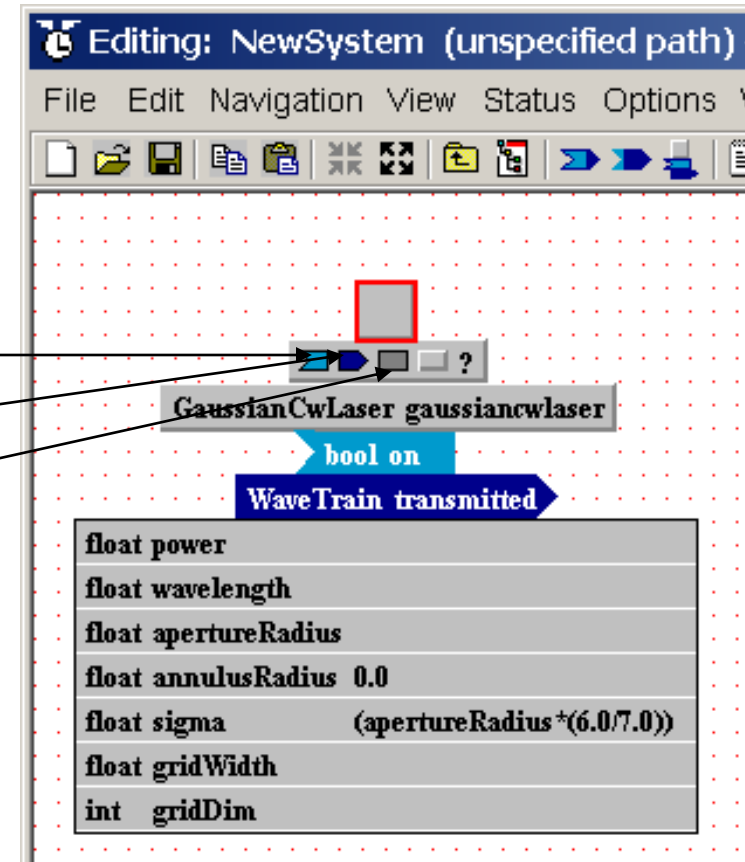 Editing: NewSystem (unspecified path)
File Edit Navigation View Status Options
?
GaussianCwLaser gaussiancwlaser
bool on
WaveTrain transmitted
float power
float wavelength
float apertureRadius
float annulusRadius 0.0
float sigma (apertureRadius*(6.0/7.0))
float gridWidth
int gridDim